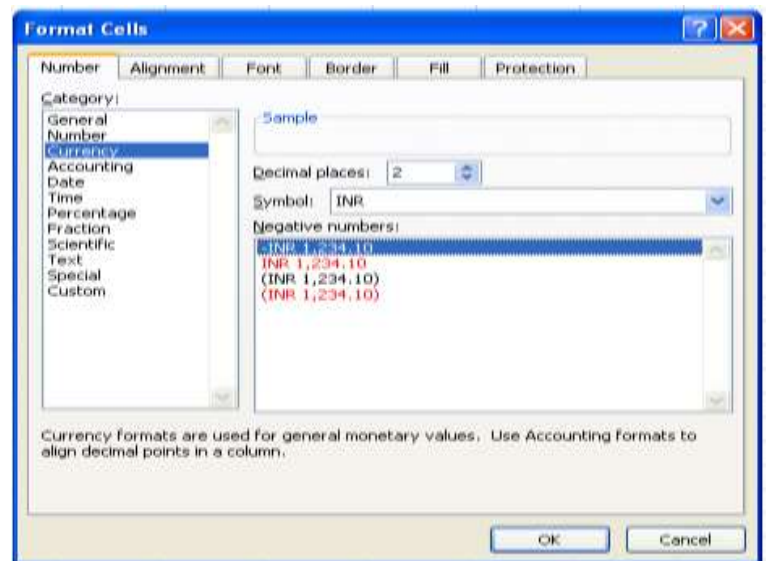 Format Cells
Number Alignment Font Border Fill Protection
Category:
General
Number
Currency
Accounting
Date
Time
Percentage
Fraction
Scientific
Text
Special
Custom
Sample
Decimal places: 2
Symbol: INR
Negative numbers:
-INR 1,234.10
INR 1,234.10
(INR 1,234.10)
(INR 1,234.10)
Currency formats are used for general monetary values. Use Accounting formats to
align decimal points in a column.
OK Cancel